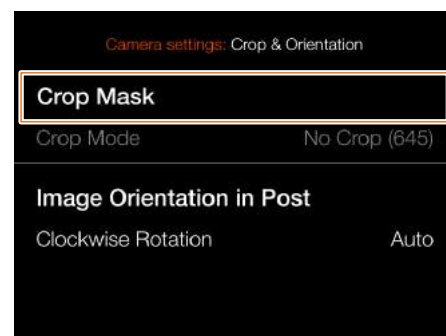 Camera settings: Crop & Orientation
Crop Mask
Crop Mode No Crop (645)
Image Orientation in Post
Clockwise Rotation Auto